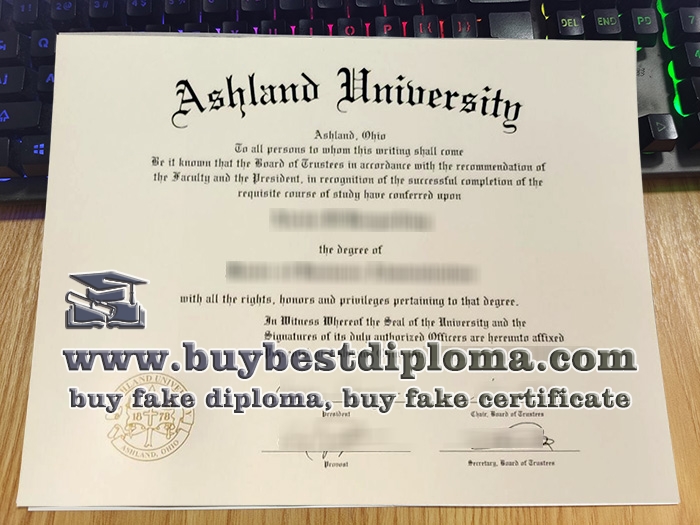 DEL END PD
Ashland University
Ashland, Ohio
To all persons to whom this writing shall come
Be it known that the Board of Trustees in accordance with the recommendation of
the Faculty and the President, in recognition of the successful completion of the
requisite course of study have conferred upon
the degree of
with all the rights, honors and privileges pertaining to that degree.
In Witness Whereof the Seal of the University and the
Signatures of its duly authorized Officers are hereunto affixed
www.buybestdiploma.com
buy fake diploma, buy fake certificate
ASHLAND UNIVERSITY
1878
ASHLAND, OHIO
President Chair, Board of Trustees
Provost Secretary, Board of Trustees